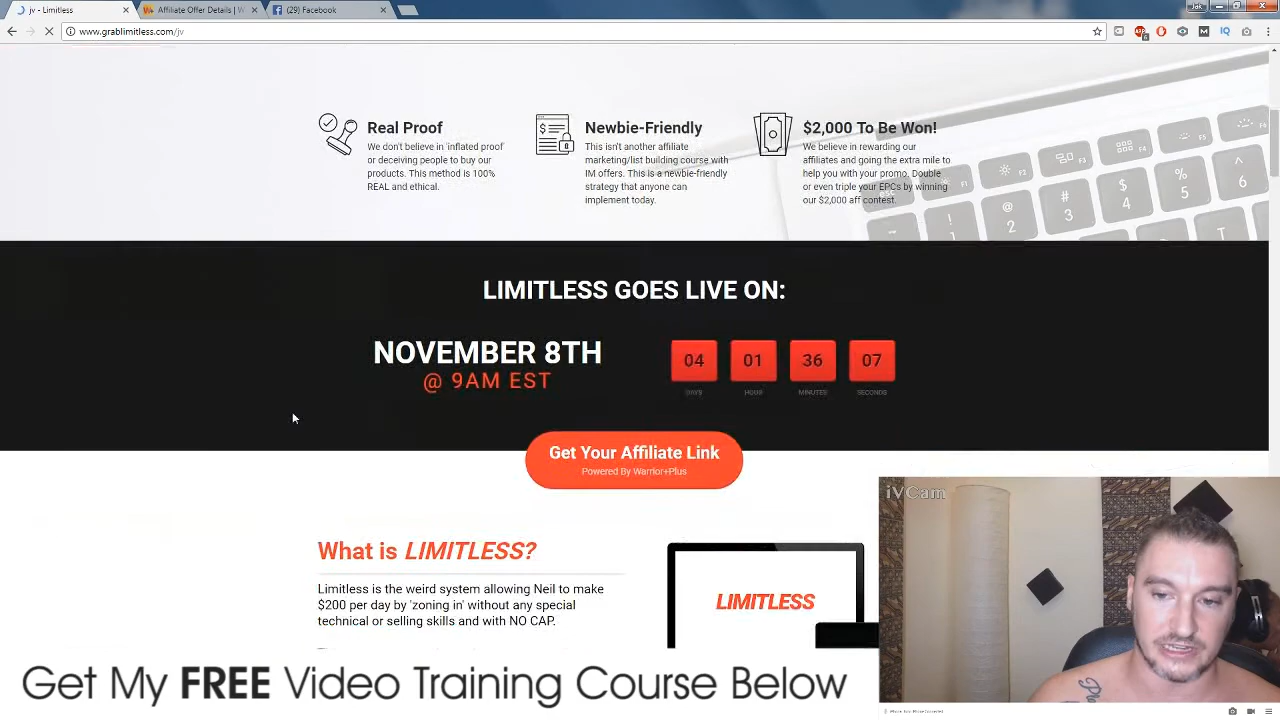 jv - Limitless
Affiliate Offer Details | W
(29) Facebook
Jak
www.grablimitless.com/jv
Real Proof
We don't believe in 'inflated proof'
or deceiving people to buy our
products. This method is 100%
REAL and ethical.
Newbie-Friendly
This isn't another affiliate
marketing/list building course with
IM offers. This is a newbie-friendly
strategy that anyone can
implement today.
$2,000 To Be Won!
We believe in rewarding our
affiliates and going the extra mile to
help you with your promo. Double
or even triple your EPCs by winning
our $2,000 aff contest.
LIMITLESS GOES LIVE ON:
NOVEMBER 8TH
@ 9AM EST
04 01 36 07
DAYS HOUR MINUTES SECONDS
Get Your Affiliate Link
Powered By Warrior+Plus
What is LIMITLESS?
Limitless is the weird system allowing Neil to make
$200 per day by 'zoning in' without any special
technical or selling skills and with NO CAP.
LIMITLESS
iVCam
Get My FREE Video Training Course Below